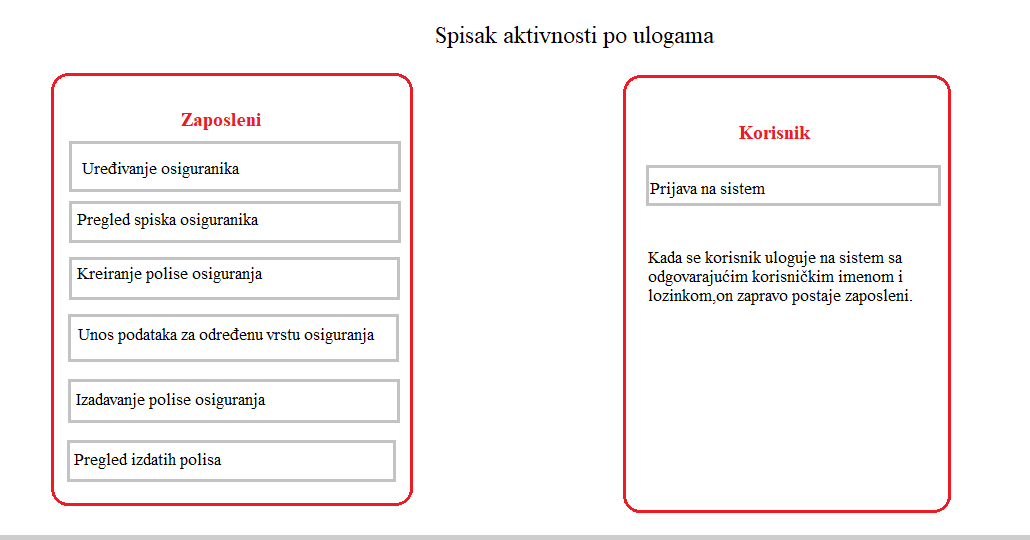 Spisak aktivnosti po ulogama
Zaposleni
Uređivanje osiguranika
Pregled spiska osiguranika
Kreiranje polise osiguranja
Unos podataka za određenu vrstu osiguranja
Izadavanje polise osiguranja
Pregled izdatih polisa
Korisnik
Prijava na sistem
Kada se korisnik uloguje na sistem sa
odgovarajućim korisničkim imenom i
lozinkom,on zapravo postaje zaposleni.